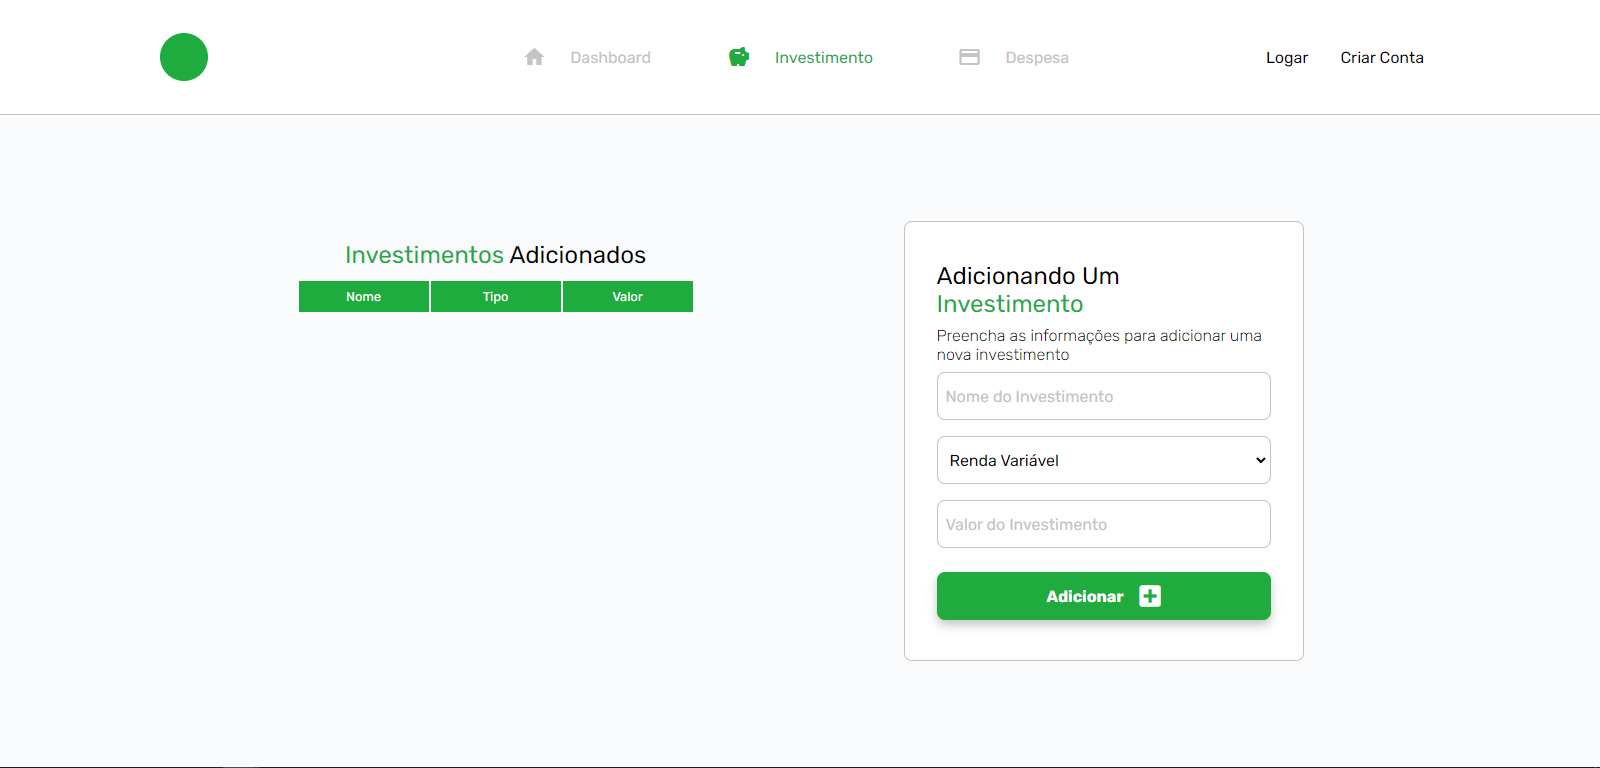 Dashboard
Investimento
Despesa
Logar
Criar Conta
Investimentos Adicionados
Nome
Tipo
Valor
Adicionando Um
Investimento
Preencha as informações para adicionar uma
nova investimento
Nome do Investimento
Renda Variável
Valor do Investimento
Adicionar